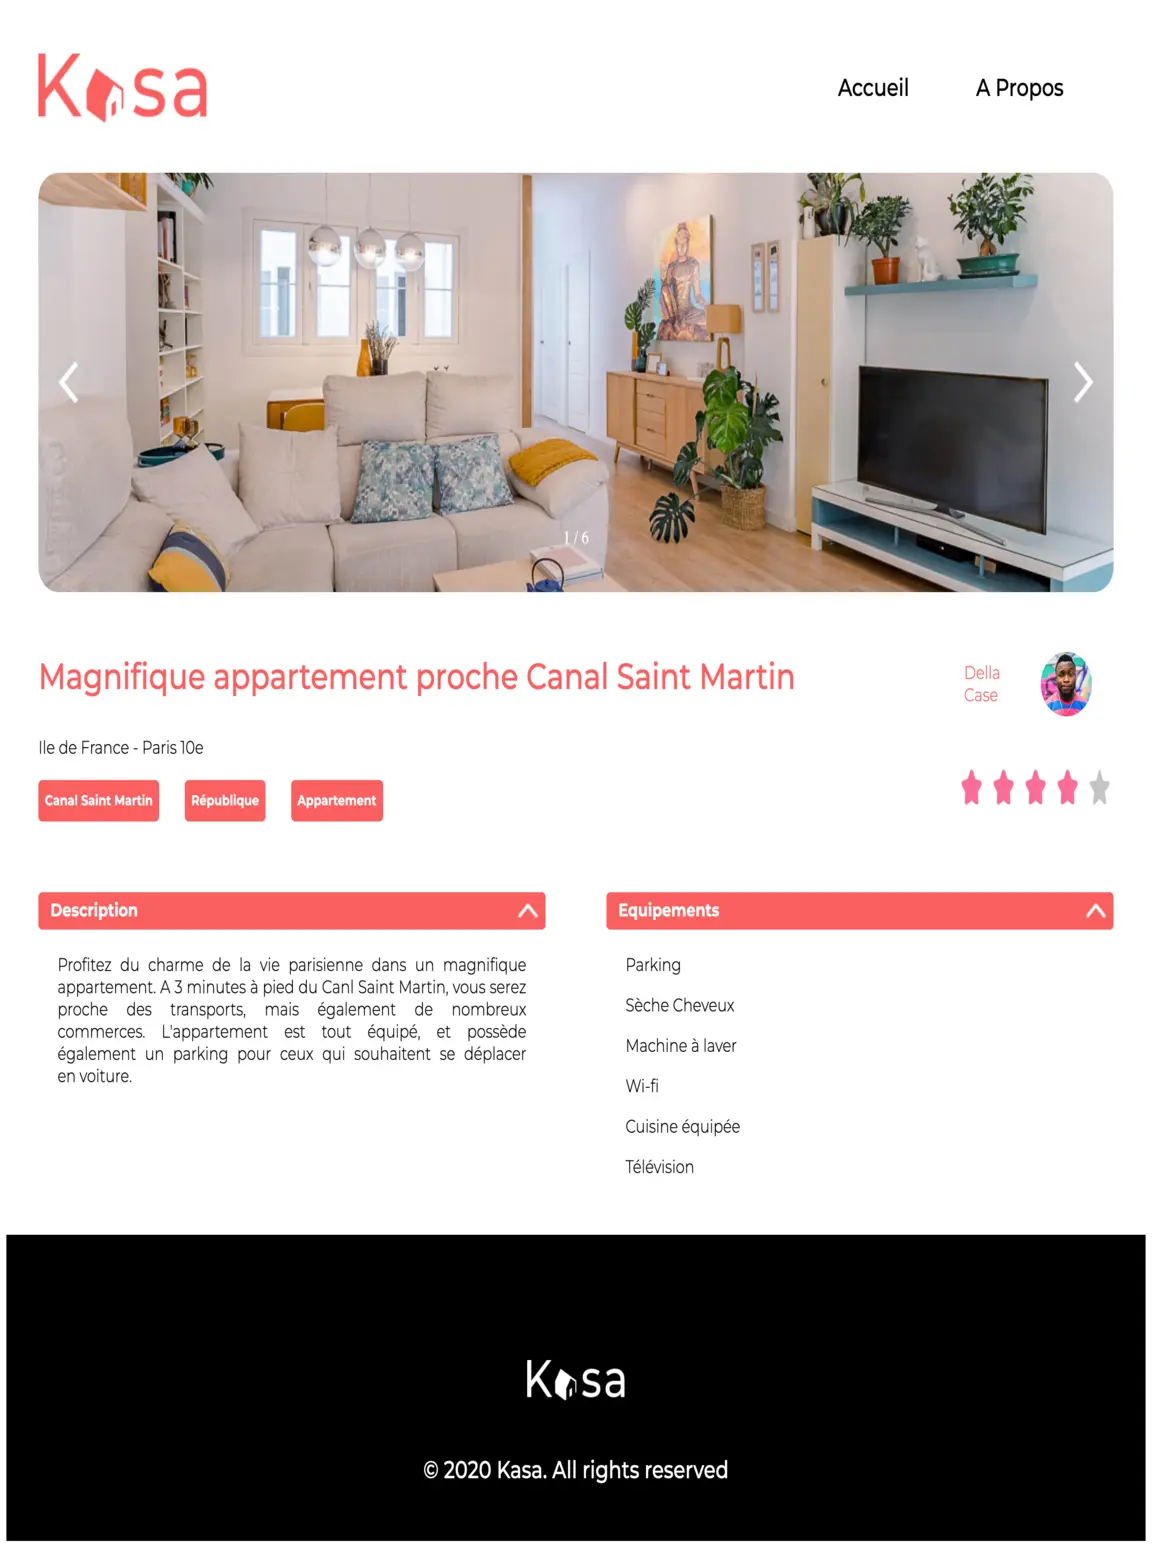 Kasa
Accueil
A Propos
1 / 6
Magnifique appartement proche Canal Saint Martin
Della
Case
Ile de France - Paris 10e
Canal Saint Martin
République
Appartement
Description
Profitez du charme de la vie parisienne dans un magnifique
appartement. A 3 minutes à pied du Canl Saint Martin, vous serez
proche des transports, mais également de nombreux
commerces. L'appartement est tout équipé, et possède
également un parking pour ceux qui souhaitent se déplacer
en voiture.
Equipements
Parking
Sèche Cheveux
Machine à laver
Wi-fi
Cuisine équipée
Télévision
Kasa
© 2020 Kasa. All rights reserved